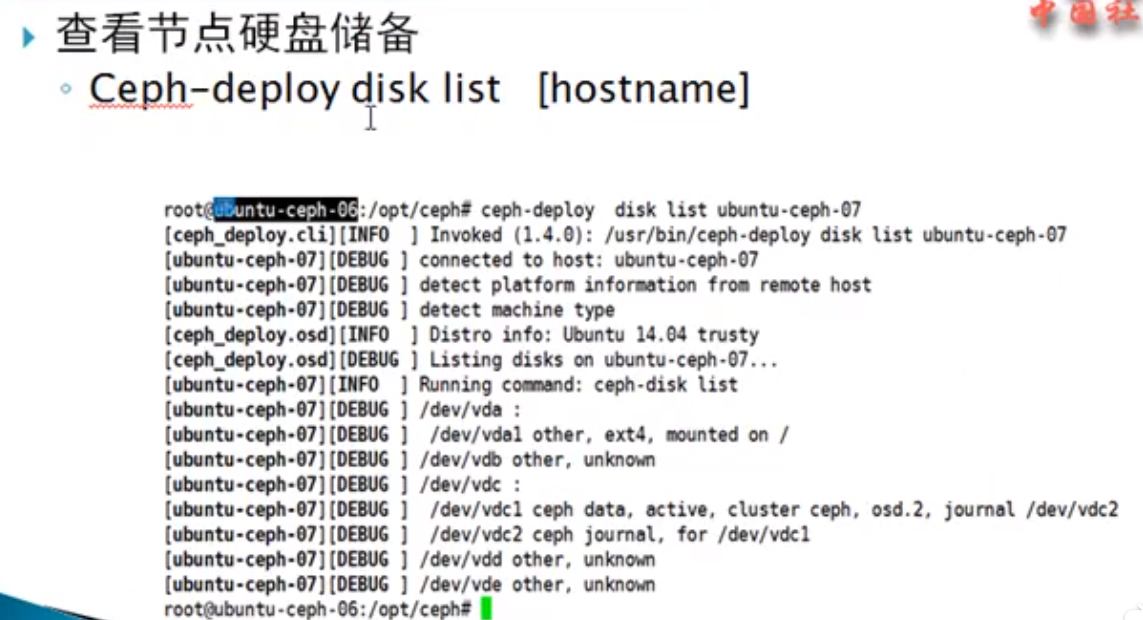 中国社
查看节点硬盘储备
Ceph-deploy disk list [hostname]
root@ubuntu-ceph-06:/opt/ceph# ceph-deploy  disk list ubuntu-ceph-07
[ceph_deploy.cli][INFO  ] Invoked (1.4.0): /usr/bin/ceph-deploy disk list ubuntu-ceph-07
[ubuntu-ceph-07][DEBUG ] connected to host: ubuntu-ceph-07
[ubuntu-ceph-07][DEBUG ] detect platform information from remote host
[ubuntu-ceph-07][DEBUG ] detect machine type
[ceph_deploy.osd][INFO  ] Distro info: Ubuntu 14.04 trusty
[ceph_deploy.osd][DEBUG ] Listing disks on ubuntu-ceph-07...
[ubuntu-ceph-07][INFO  ] Running command: ceph-disk list
[ubuntu-ceph-07][DEBUG ] /dev/vda :
[ubuntu-ceph-07][DEBUG ]  /dev/vda1 other, ext4, mounted on /
[ubuntu-ceph-07][DEBUG ] /dev/vdb other, unknown
[ubuntu-ceph-07][DEBUG ] /dev/vdc :
[ubuntu-ceph-07][DEBUG ]  /dev/vdc1 ceph data, active, cluster ceph, osd.2, journal /dev/vdc2
[ubuntu-ceph-07][DEBUG ]  /dev/vdc2 ceph journal, for /dev/vdc1
[ubuntu-ceph-07][DEBUG ] /dev/vdd other, unknown
[ubuntu-ceph-07][DEBUG ] /dev/vde other, unknown
root@ubuntu-ceph-06:/opt/ceph#